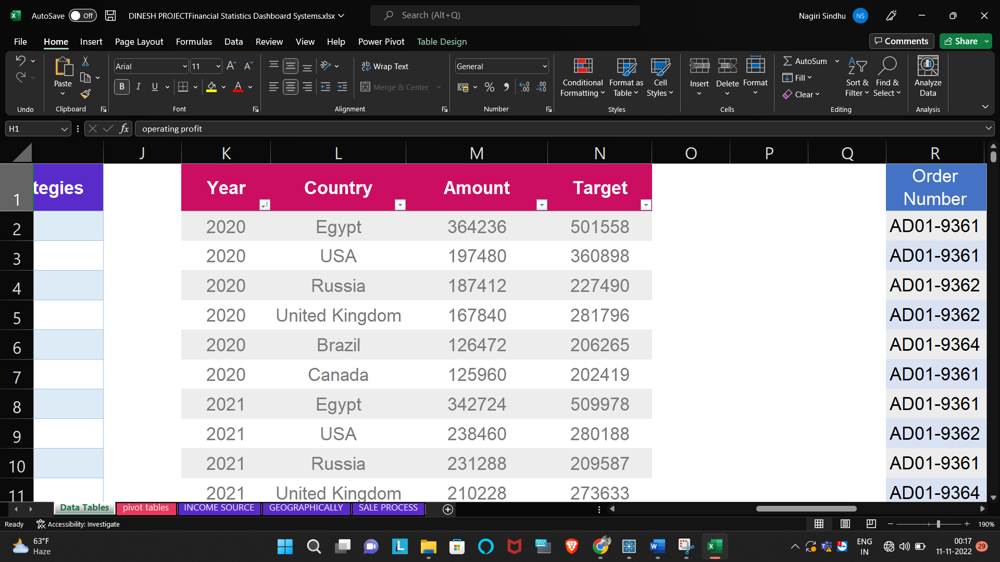 AutoSave Off DINESH PROJECTFinancial Statistics Dashboard Systems.xlsx Search (Alt+Q) Nagiri Sindhu NS
File Home Insert Page Layout Formulas Data Review View Help Power Pivot Table Design Comments Share
Arial 11 Wrap Text General AutoSum
Paste B I U Merge & Center Conditional Formatting Format as Table Cell Styles Insert Delete Format Fill Clear Sort & Filter Find & Select Analyze Data
Undo Clipboard Font Alignment Number Styles Cells Editing Analysis
H1 fx operating profit
J K L M N O P Q R
1 tegies Year Country Amount Target Order Number
2 2020 Egypt 364236 501558 AD01-9361
3 2020 USA 197480 360898 AD01-9361
4 2020 Russia 187412 227490 AD01-9362
5 2020 United Kingdom 167840 281796 AD01-9362
6 2020 Brazil 126472 206265 AD01-9364
7 2020 Canada 125960 202419 AD01-9361
8 2021 Egypt 342724 509978 AD01-9361
9 2021 USA 238460 280188 AD01-9362
10 2021 Russia 231288 209587 AD01-9361
11 2021 United Kingdom 210228 273633 AD01-9364
Data Tables pivot tables INCOME SOURCE GEOGRAPHICALLY SALE PROCESS
Ready Accessibility: Investigate 190%
63°F ENG 00:17
Haze IN 11-11-2022 29